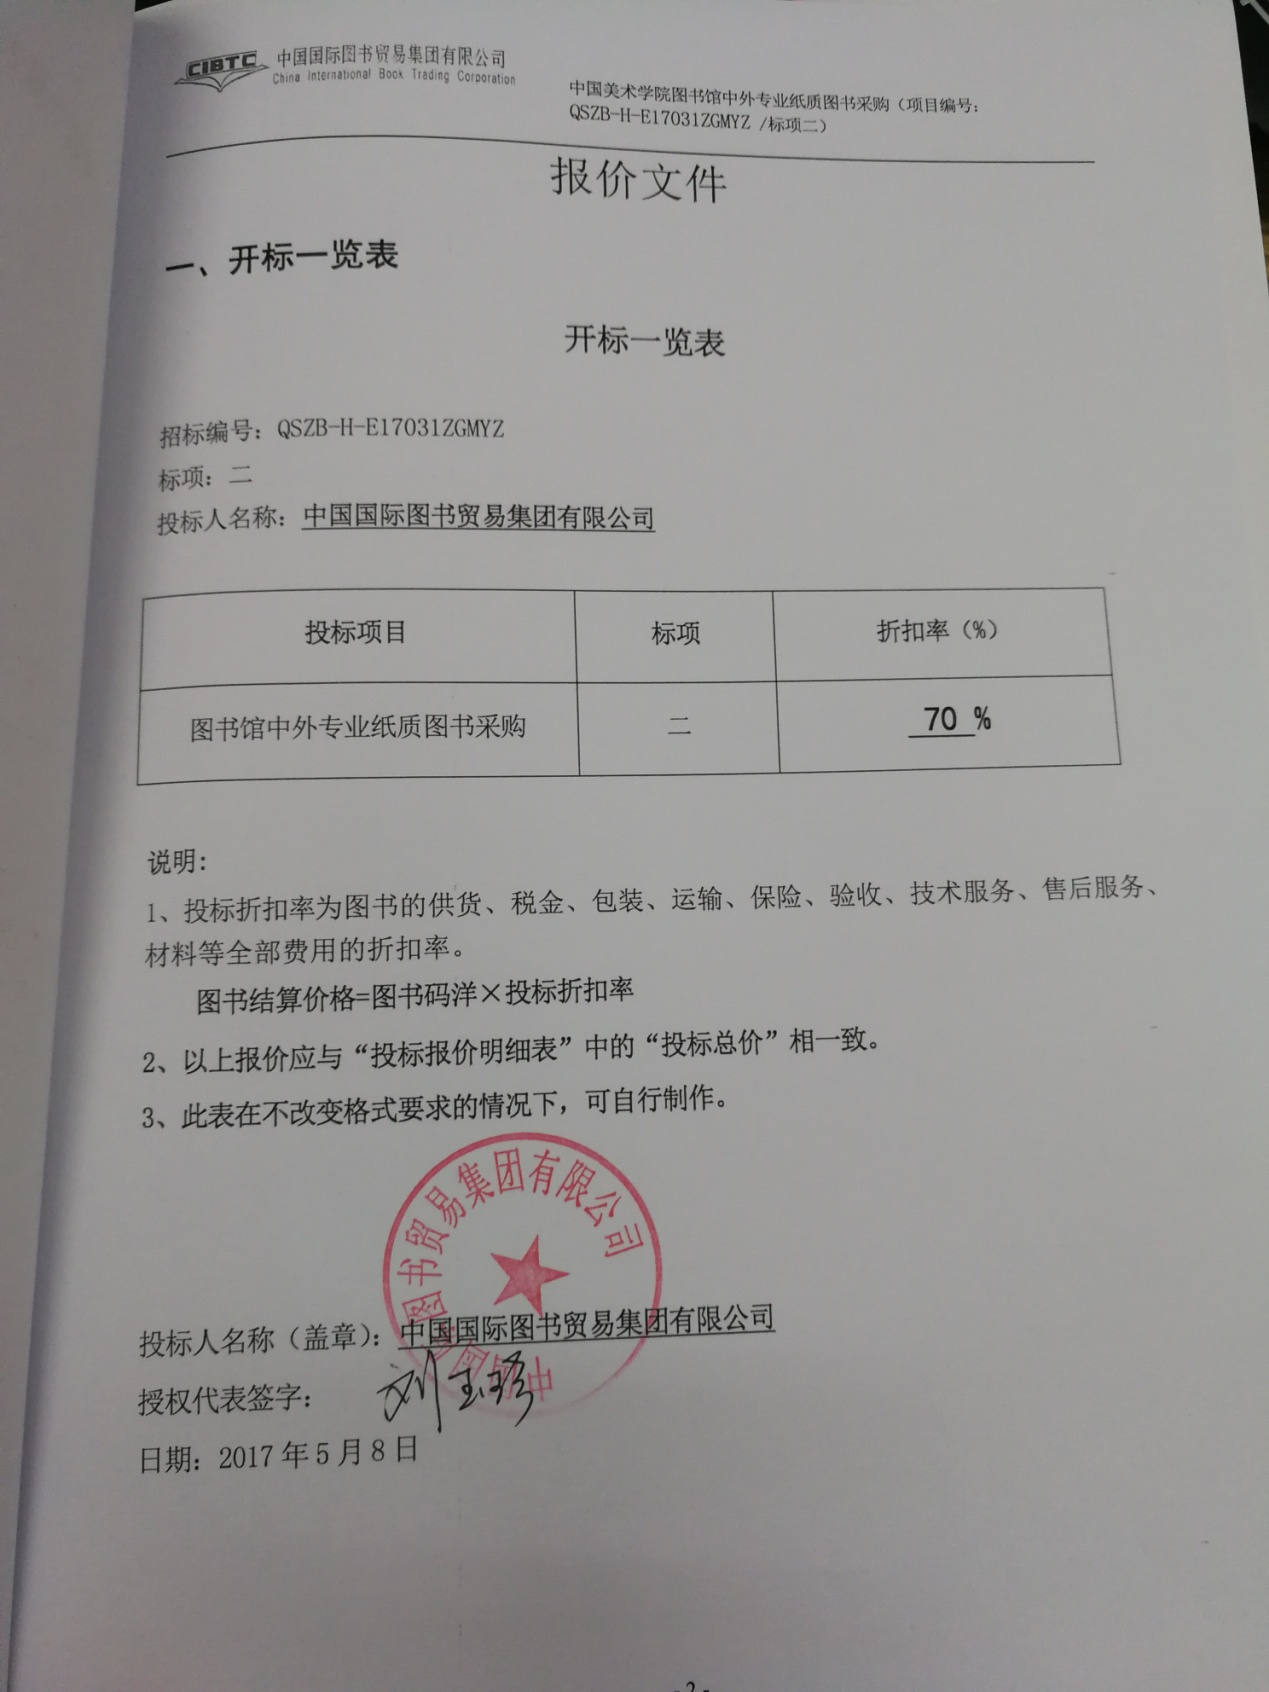 CIBTC 中国国际图书贸易集团有限公司
China International Book Trading Corporation
中国美术学院图书馆中外专业纸质图书采购（项目编号：
QSZB-H-E17031ZGMYZ /标项二）
报价文件
一、开标一览表
开标一览表
招标编号：QSZB-H-E17031ZGMYZ
标项：二
投标人名称：中国国际图书贸易集团有限公司
投标项目 标项 折扣率（%）
图书馆中外专业纸质图书采购 二 70 %
说明：
1、投标折扣率为图书的供货、税金、包装、运输、保险、验收、技术服务、售后服务、
材料等全部费用的折扣率。
图书结算价格=图书码洋×投标折扣率
2、以上报价应与“投标报价明细表”中的“投标总价”相一致。
3、此表在不改变格式要求的情况下，可自行制作。
中国国际图书贸易集团有限公司
投标人名称（盖章）：中国国际图书贸易集团有限公司
授权代表签字：
日期：2017 年 5 月 8 日
- 2 -